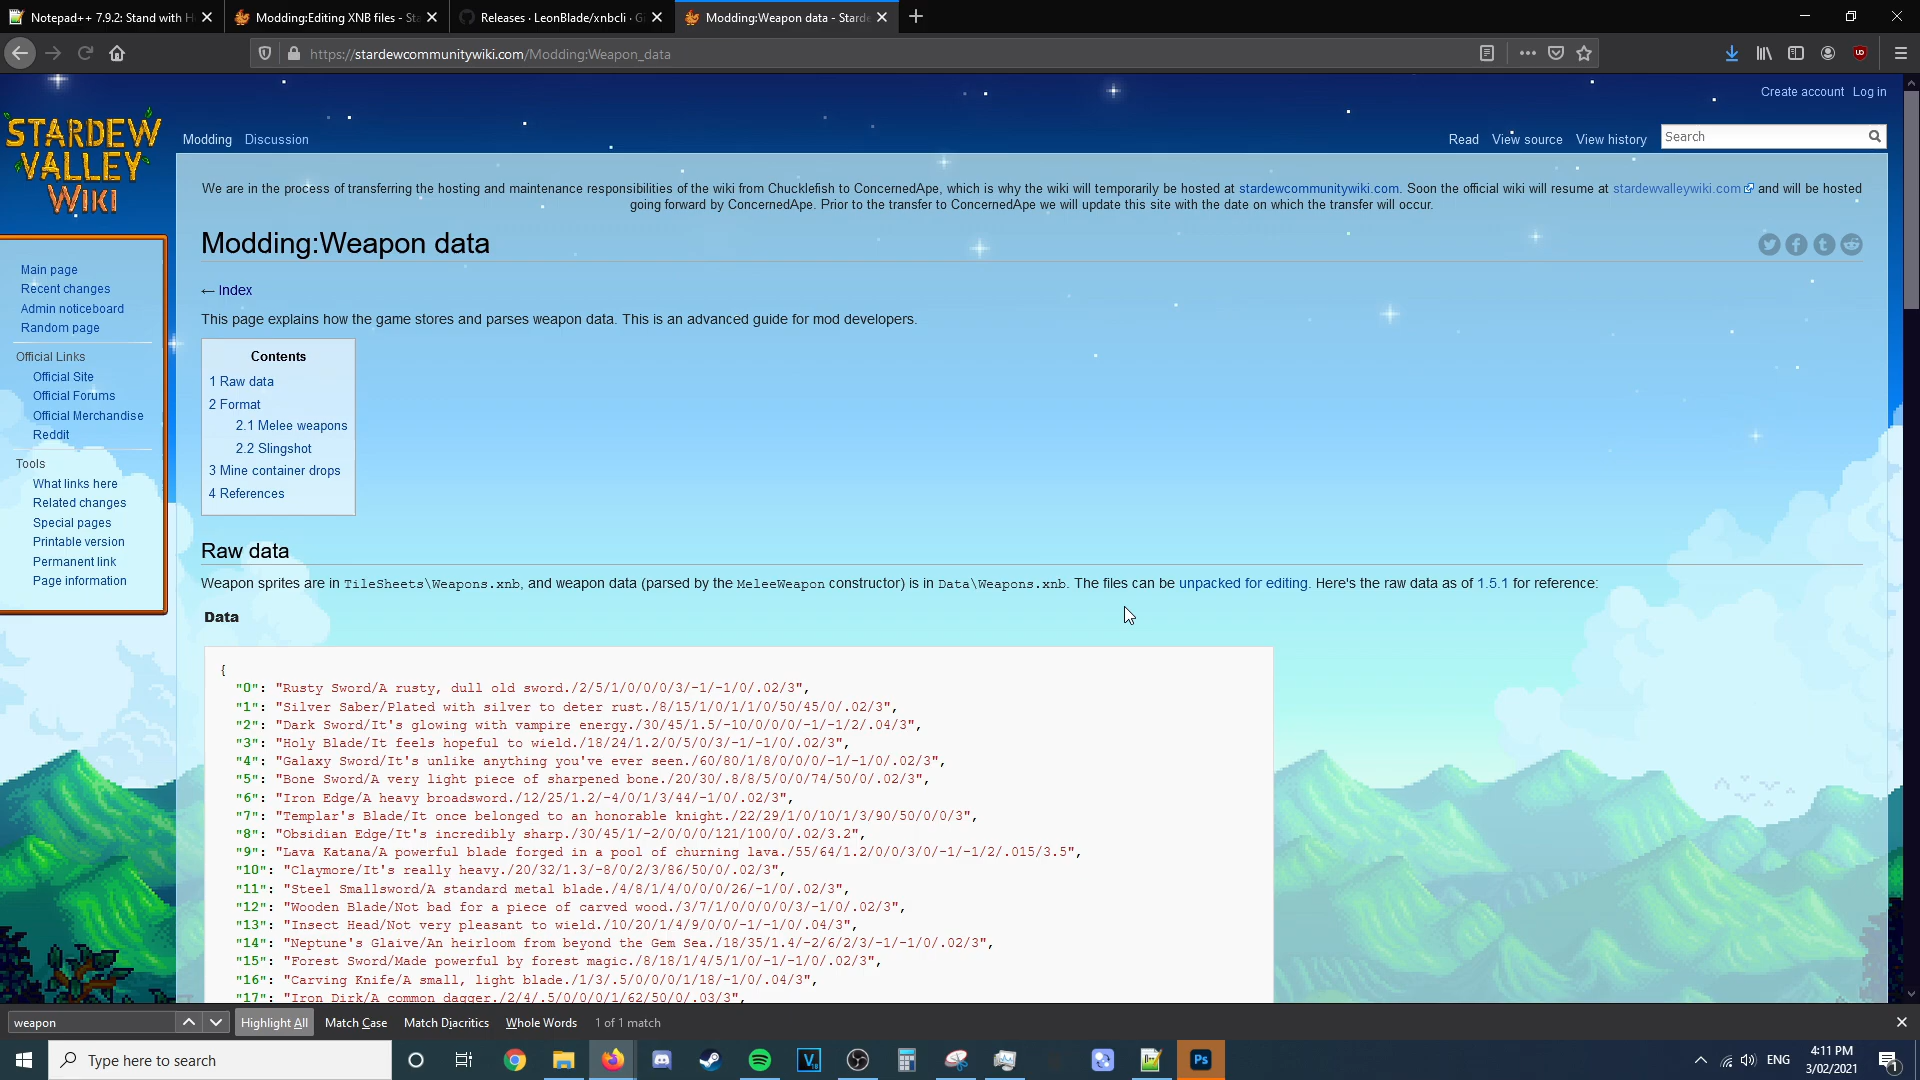 Notepad++ 7.9.2: Stand with H
Modding:Editing XNB files - Sta
Releases · LeonBlade/xnbcli · Gi
Modding:Weapon data - Stardew
https://stardewcommunitywiki.com/Modding:Weapon_data
Create account Log in
STARDEW
VALLEY
WIKI
Modding Discussion
Read View source View history
Search
We are in the process of transferring the hosting and maintenance responsibilities of the wiki from Chucklefish to ConcernedApe, which is why the wiki will temporarily be hosted at stardewcommunitywiki.com. Soon the official wiki will resume at stardewvalleywiki.com and will be hosted
going forward by ConcernedApe. Prior to the transfer to ConcernedApe we will update this site with the date on which the transfer will occur.
Modding:Weapon data
← Index
This page explains how the game stores and parses weapon data. This is an advanced guide for mod developers.
Main page
Recent changes
Admin noticeboard
Random page
Official Links
Official Site
Official Forums
Official Merchandise
Reddit
Tools
What links here
Related changes
Special pages
Printable version
Permanent link
Page information
Contents
1 Raw data
2 Format
2.1 Melee weapons
2.2 Slingshot
3 Mine container drops
4 References
Raw data
Weapon sprites are in TileSheets\Weapons.xnb, and weapon data (parsed by the MeleeWeapon constructor) is in Data\Weapons.xnb. The files can be unpacked for editing. Here's the raw data as of 1.5.1 for reference:
Data
{
"0": "Rusty Sword/A rusty, dull old sword./2/5/1/0/0/0/3/-1/-1/0/.02/3",
"1": "Silver Saber/Plated with silver to deter rust./8/15/1/0/1/1/0/50/45/0/.02/3",
"2": "Dark Sword/It's glowing with vampire energy./30/45/1.5/-10/0/0/0/-1/-1/2/.04/3",
"3": "Holy Blade/It feels hopeful to wield./18/24/1.2/0/5/0/3/-1/-1/0/.02/3",
"4": "Galaxy Sword/It's unlike anything you've ever seen./60/80/1/8/0/0/0/-1/-1/0/.02/3",
"5": "Bone Sword/A very light piece of sharpened bone./20/30/.8/8/5/0/0/74/50/0/.02/3",
"6": "Iron Edge/A heavy broadsword./12/25/1.2/-4/0/1/3/44/-1/0/.02/3",
"7": "Templar's Blade/It once belonged to an honorable knight./22/29/1/0/10/1/3/90/50/0/0/3",
"8": "Obsidian Edge/It's incredibly sharp./30/45/1/-2/0/0/0/121/100/0/.02/3.2",
"9": "Lava Katana/A powerful blade forged in a pool of churning lava./55/64/1.2/0/0/3/0/-1/-1/2/.015/3.5",
"10": "Claymore/It's really heavy./20/32/1.3/-8/0/2/3/86/50/0/.02/3",
"11": "Steel Smallsword/A standard metal blade./4/8/1/4/0/0/0/26/-1/0/.02/3",
"12": "Wooden Blade/Not bad for a piece of carved wood./3/7/1/0/0/0/0/3/-1/0/.02/3",
"13": "Insect Head/Not very pleasant to wield./10/20/1/4/9/0/0/-1/-1/0/.04/3",
"14": "Neptune's Glaive/An heirloom from beyond the Gem Sea./18/35/1.4/-2/6/2/3/-1/-1/0/.02/3",
"15": "Forest Sword/Made powerful by forest magic./8/18/1/4/5/1/0/-1/-1/0/.02/3",
"16": "Carving Knife/A small, light blade./1/3/.5/0/0/0/1/18/-1/0/.04/3",
"17": "Iron Dirk/A common dagger./2/4/.5/0/0/0/1/62/50/0/.03/3",
weapon
Highlight All
Match Case
Match Diacritics
Whole Words
1 of 1 match
Type here to search
Ps
ENG
4:11 PM
3/02/2021
1